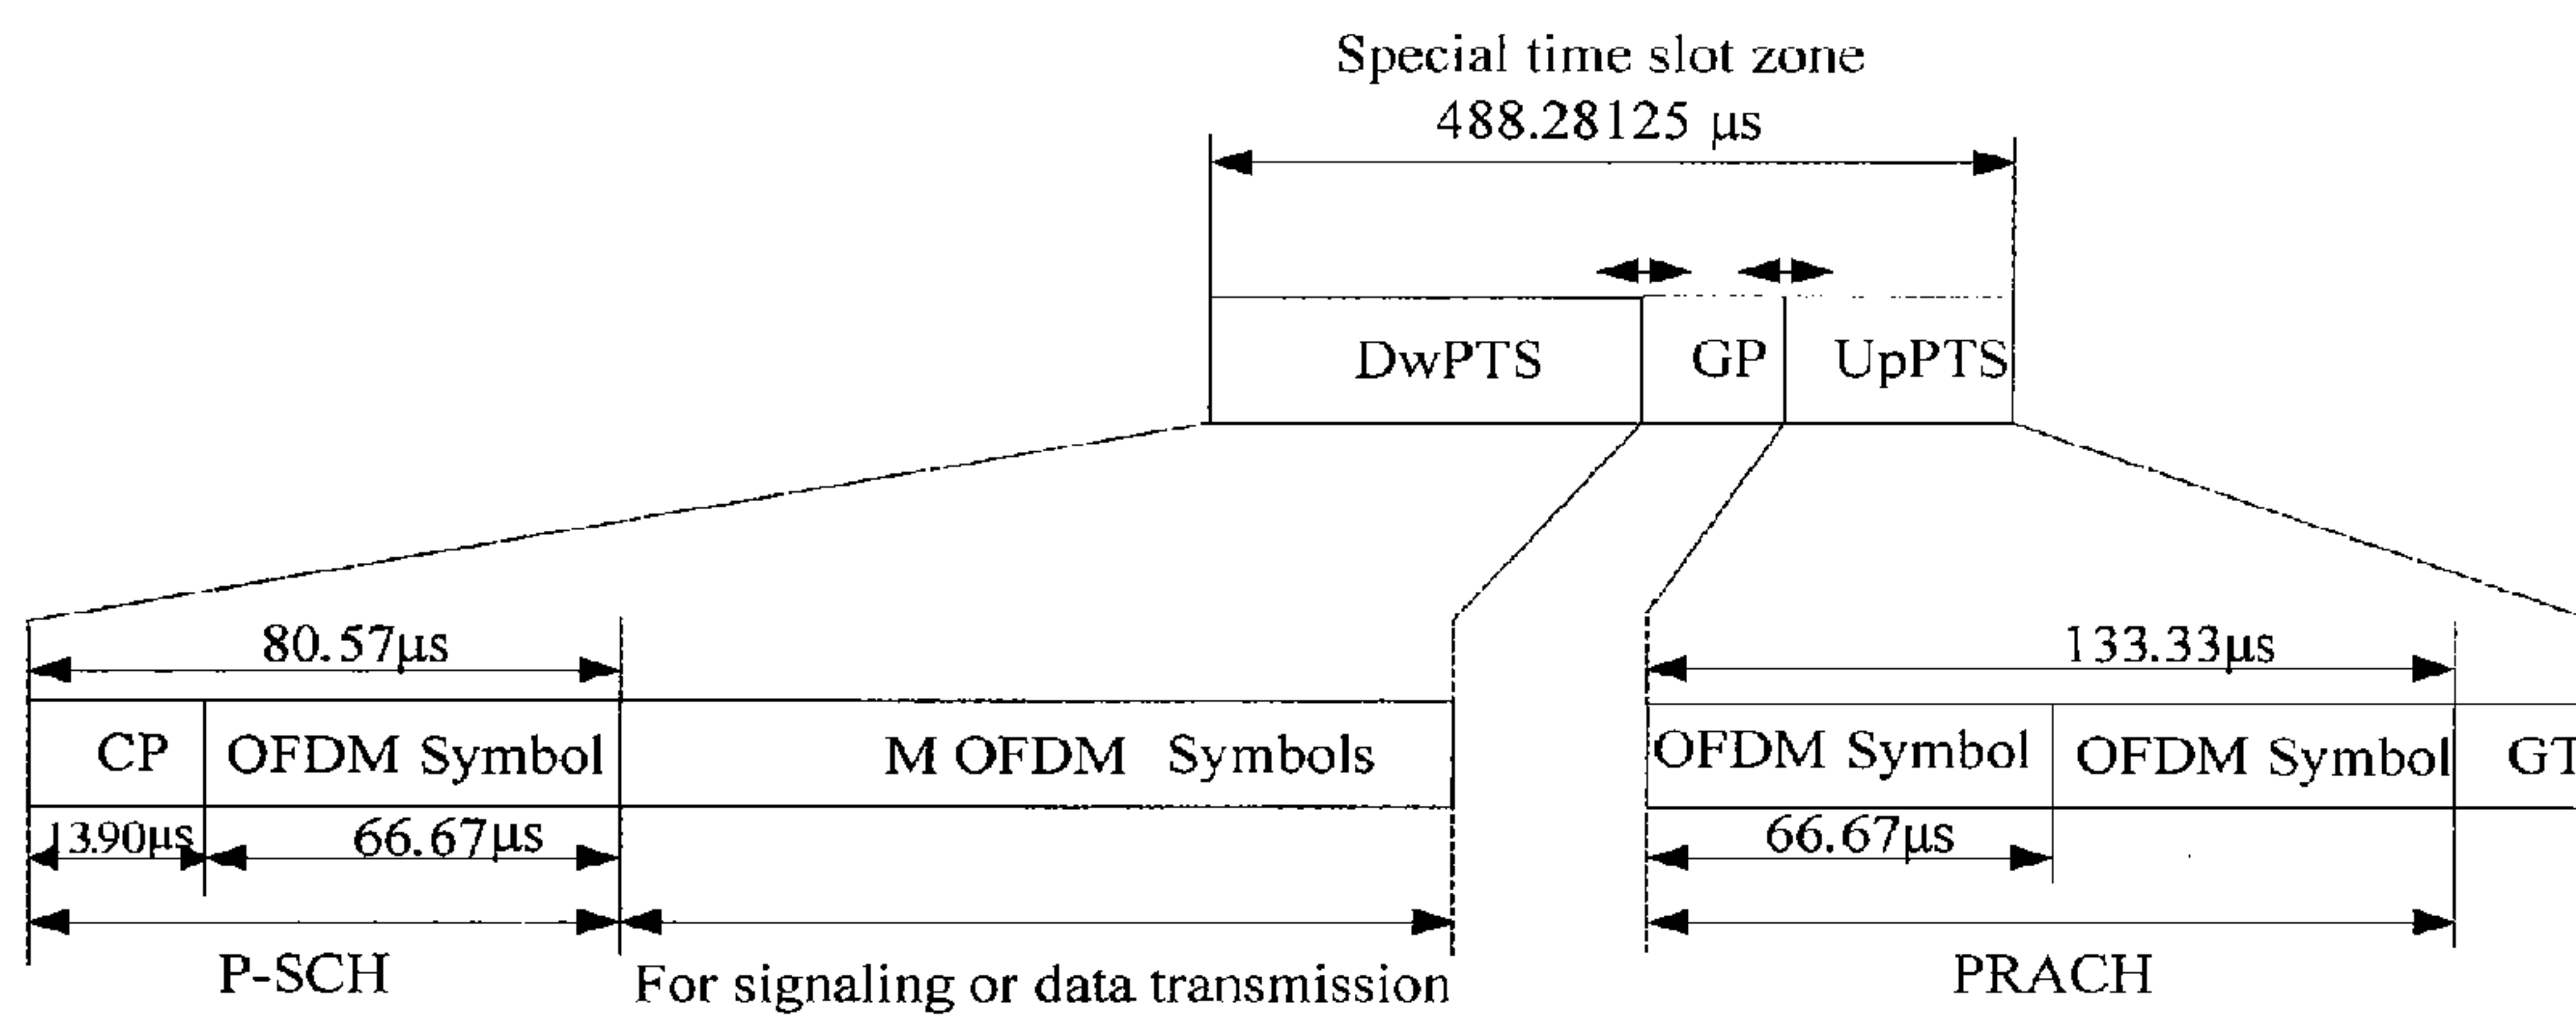 Special time slot zone
488.28125 μs
DwPTS GP UpPTS
80.57μs 133.33μs
CP OFDM Symbol M OFDM Symbols OFDM Symbol OFDM Symbol GT
13.90μs 66.67μs 66.67μs
P-SCH For signaling or data transmission PRACH